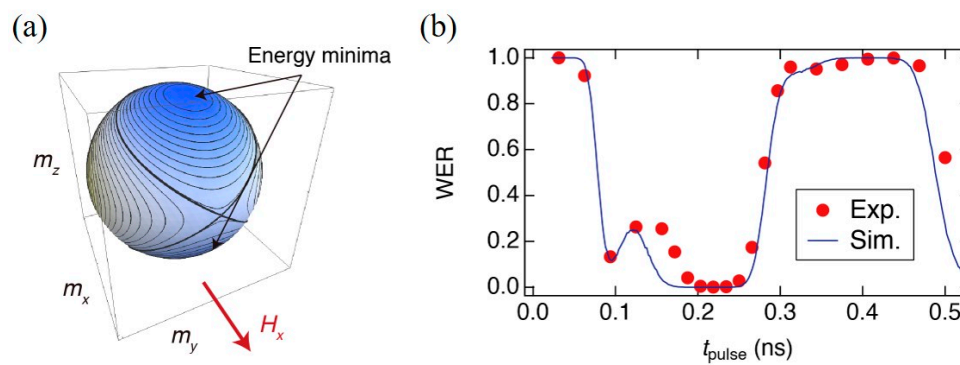 (a)
Energy minima
m_z
m_x
m_y
H_x
(b)
WER
1.0
0.8
0.6
0.4
0.2
0.0
Exp.
Sim.
0.0 0.1 0.2 0.3 0.4 0.5
t_pulse (ns)